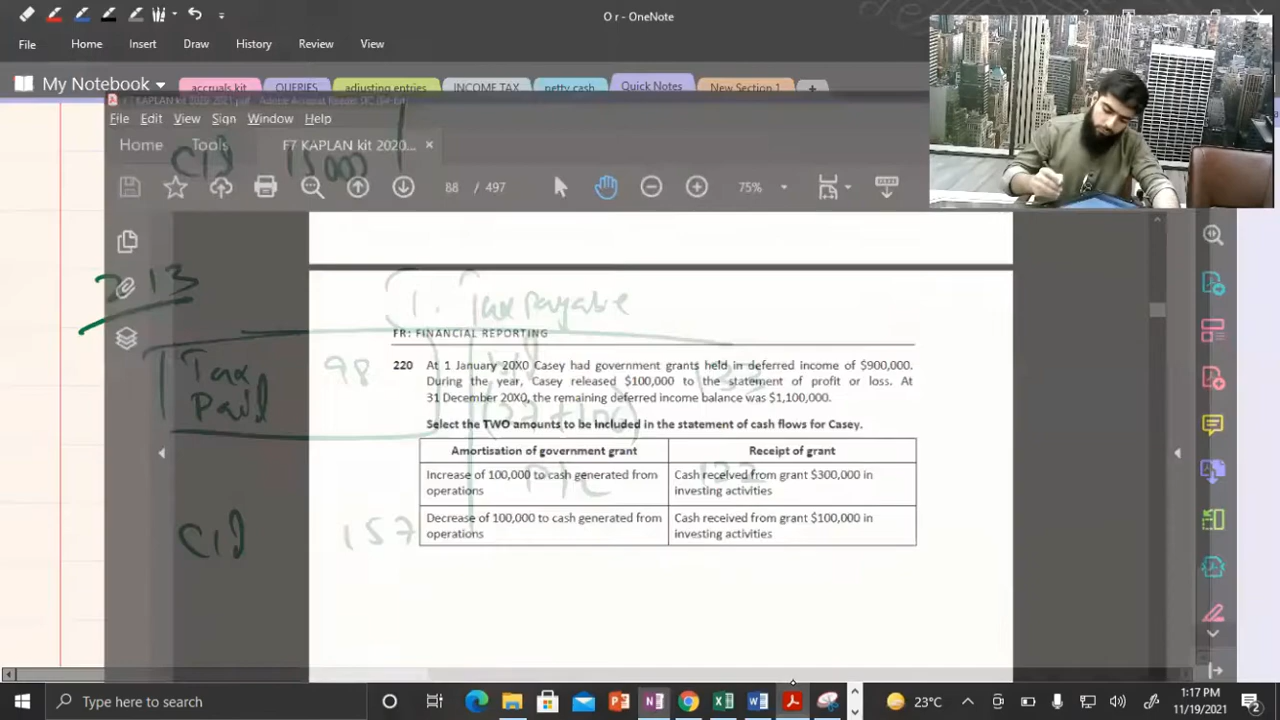 O r - OneNote
File Home Insert Draw History Review View
My Notebook accruals kit QUERIES adjusting entries INCOME TAX petty cash Quick Notes New Section 1
File Edit View Sign Window Help
Home Tools F7 KAPLAN kit 2020...
C/d 15000
88 / 497 75%
213
T. Tax payable
FR: FINANCIAL REPORTING
Tax Paid 98
220 At 1 January 20X0 Casey had government grants held in deferred income of $900,000.
During the year, Casey released $100,000 to the statement of profit or loss. At
31 December 20X0, the remaining deferred income balance was $1,100,000.
Select the TWO amounts to be included in the statement of cash flows for Casey.
Amortisation of government grant Receipt of grant
Increase of 100,000 to cash generated from Cash received from grant $300,000 in
operations investing activities
Decrease of 100,000 to cash generated from Cash received from grant $100,000 in
operations investing activities
P/L 122
C/d 157
Type here to search
23°C
1:17 PM
11/19/2021
2